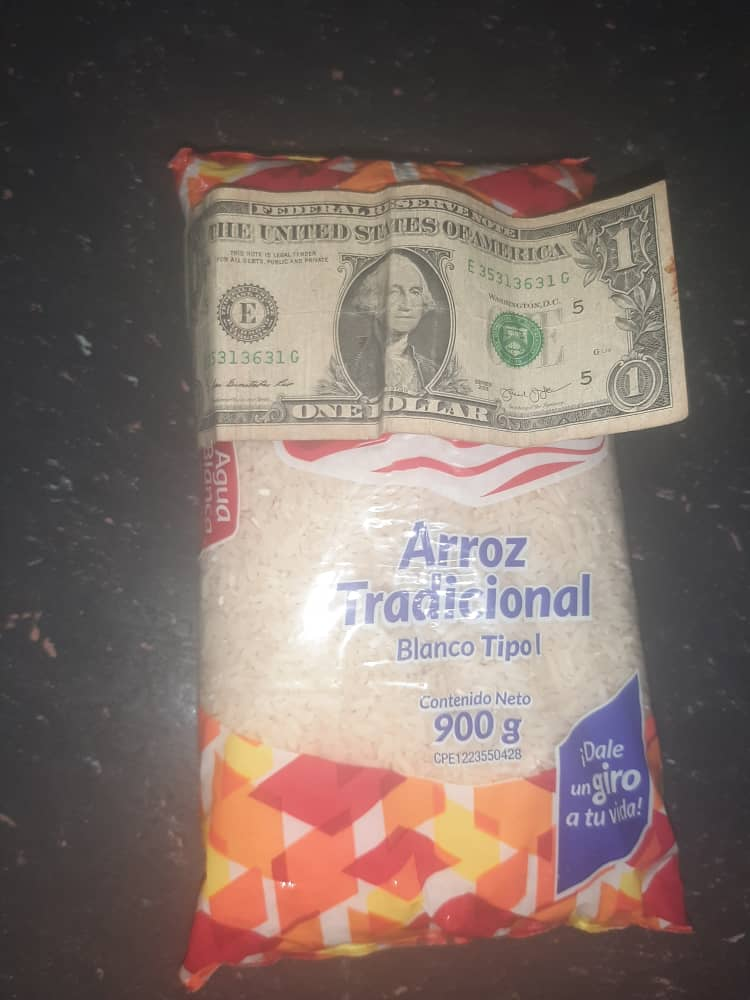 FEDERAL RESERVE NOTE
THE UNITED STATES OF AMERICA
THIS NOTE IS LEGAL TENDER
FOR ALL DEBTS, PUBLIC AND PRIVATE
E 35313631 G
WASHINGTON, D.C.
1
5
E
5313631 G
5
1
ONE DOLLAR
Agua
Blanca
Arroz
Tradicional
Blanco Tipo I
Contenido Neto
900 g
CPE1223550428
¡Dale
un giro
a tu vida!